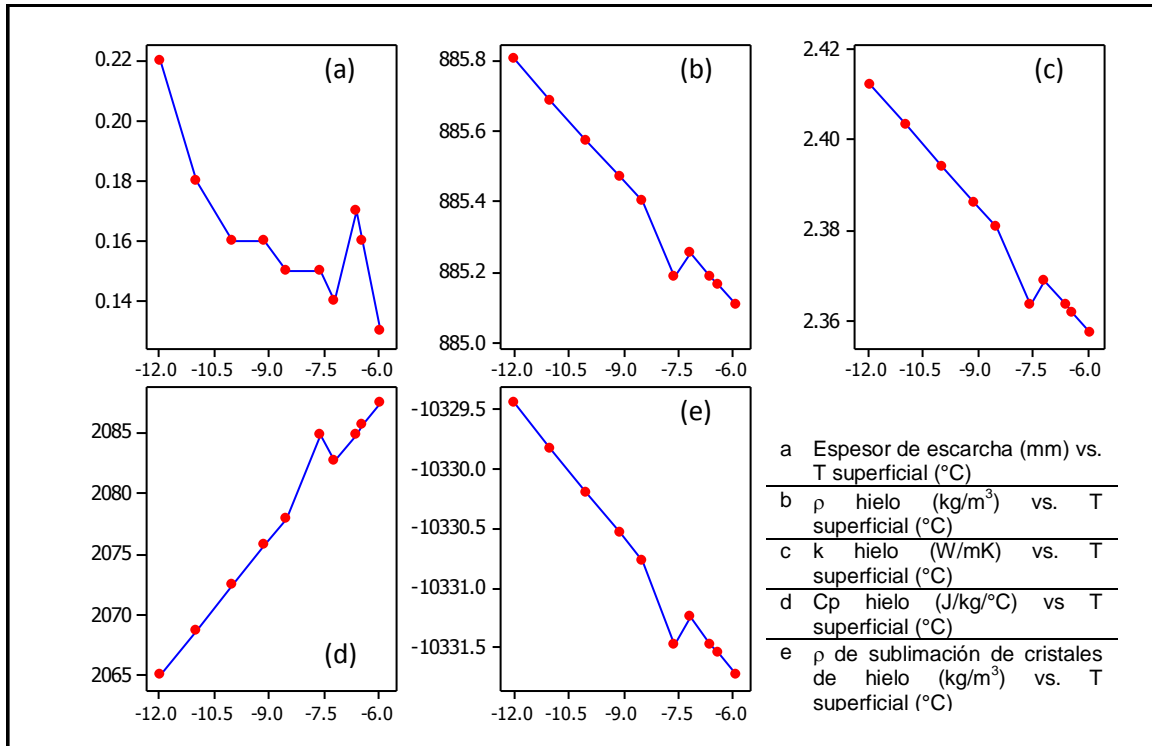 (a)
0.22
0.20
0.18
0.16
0.14
-12.0 -10.5 -9.0 -7.5 -6.0
(b)
885.8
885.6
885.4
885.2
885.0
-12.0 -10.5 -9.0 -7.5 -6.0
(c)
2.42
2.40
2.38
2.36
-12.0 -10.5 -9.0 -7.5 -6.0
2085
2080
2075
2070
2065
(d)
-12.0 -10.5 -9.0 -7.5 -6.0
(e)
-10329.5
-10330.0
-10330.5
-10331.0
-10331.5
-12.0 -10.5 -9.0 -7.5 -6.0
a Espesor de escarcha (mm) vs.
T superficial (°C)
b ρ hielo (kg/m³) vs. T
superficial (°C)
c k hielo (W/mK) vs. T
superficial (°C)
d Cp hielo (J/kg/°C) vs T
superficial (°C)
e ρ de sublimación de cristales
de hielo (kg/m³) vs. T
superficial (°C)